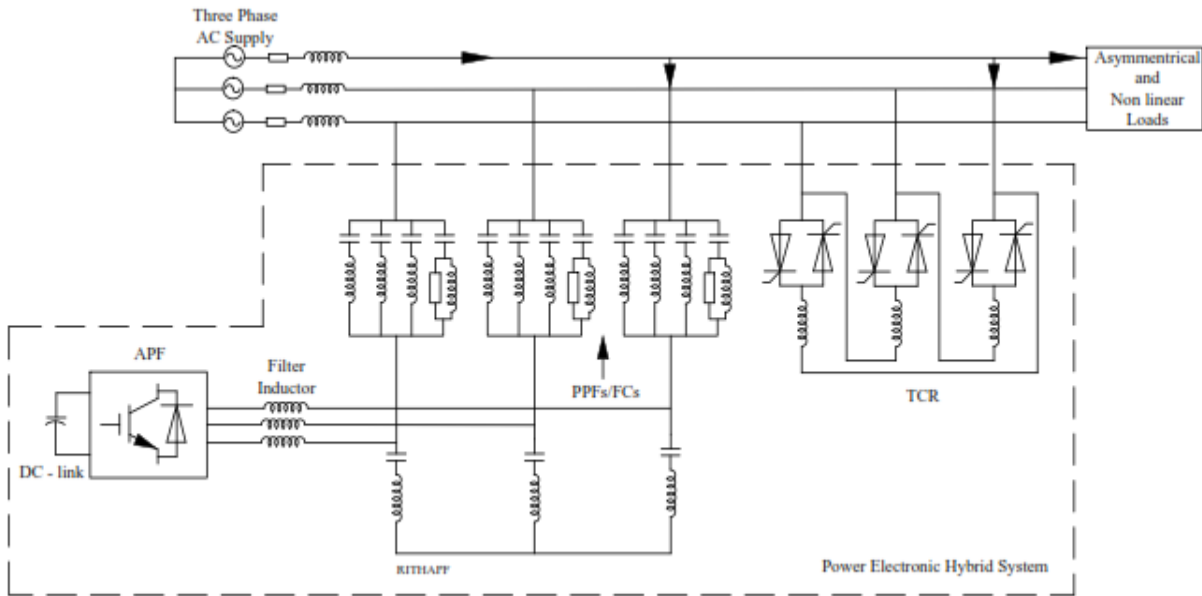 Three Phase
AC Supply
Asymmentrical
and
Non linear
Loads
APF
Filter
Inductor
PPFs/FCs
TCR
DC - link
RITHAPF
Power Electronic Hybrid System